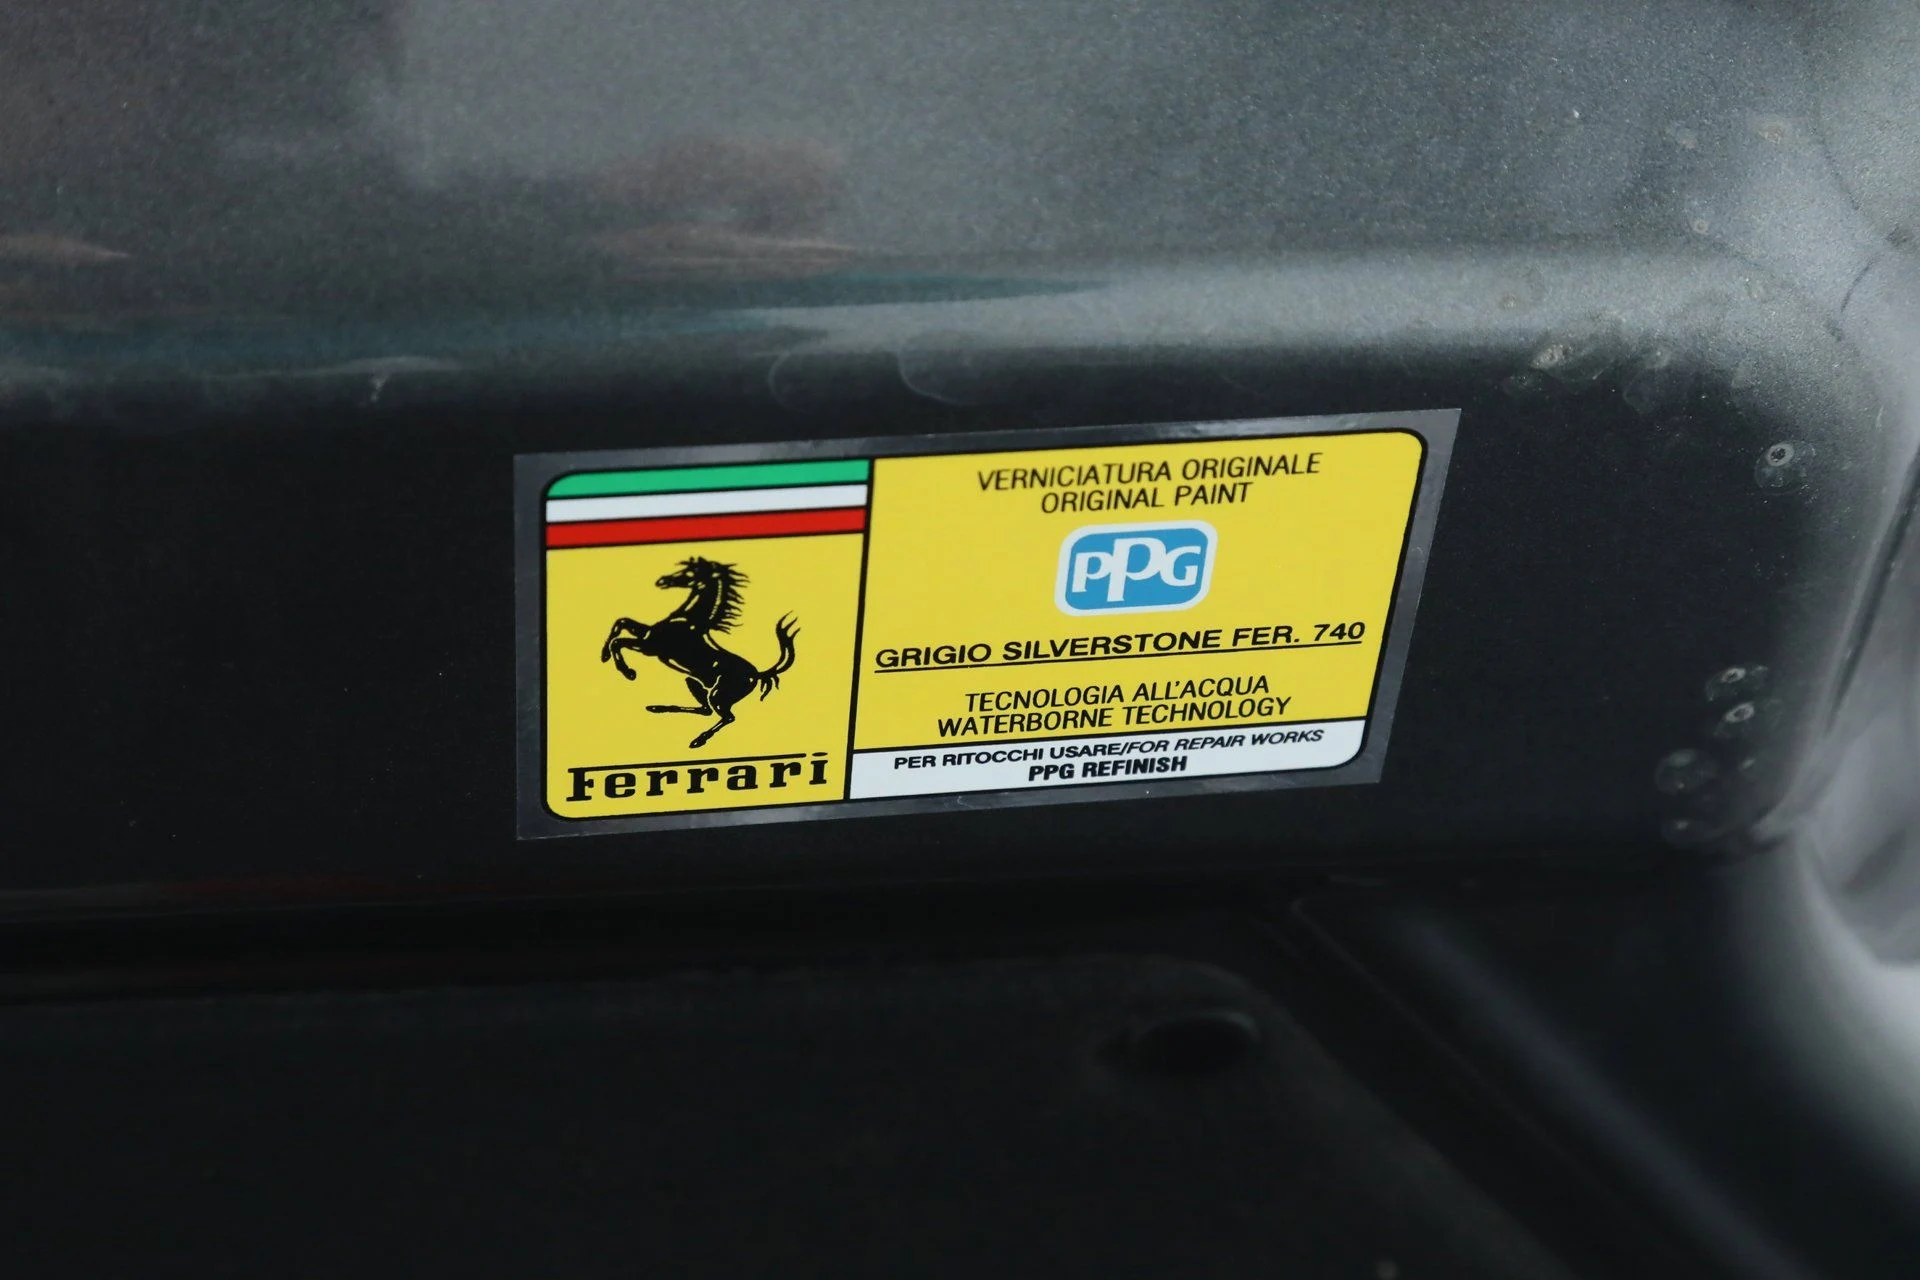 Ferrari
VERNICIATURA ORIGINALE
ORIGINAL PAINT
PPG
GRIGIO SILVERSTONE FER. 740
TECNOLOGIA ALL'ACQUA
WATERBORNE TECHNOLOGY
PER RITOCCHI USARE/FOR REPAIR WORKS
PPG REFINISH